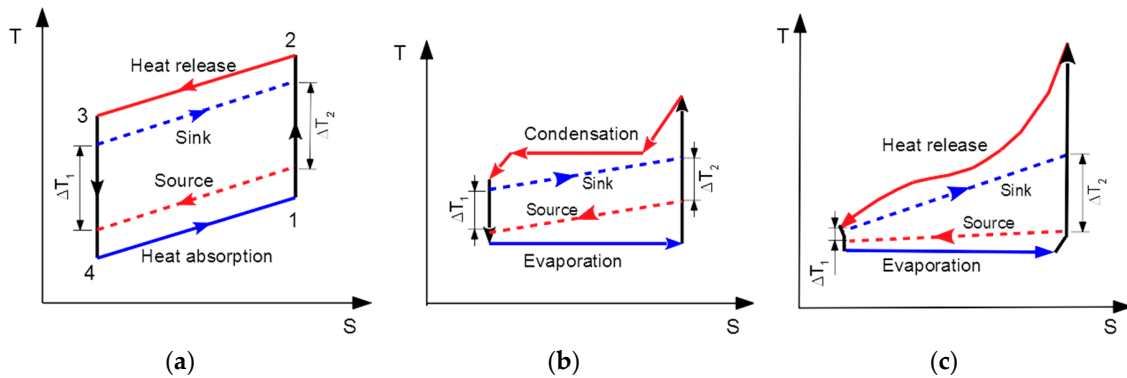 T
2
Heat release
3
Sink
ΔT2
ΔT1
Source
1
Heat absorption
4
S
(a)
T
Condensation
Sink
ΔT2
ΔT1
Source
Evaporation
S
(b)
T
Heat release
Sink
ΔT2
Source
ΔT1
Evaporation
S
(c)